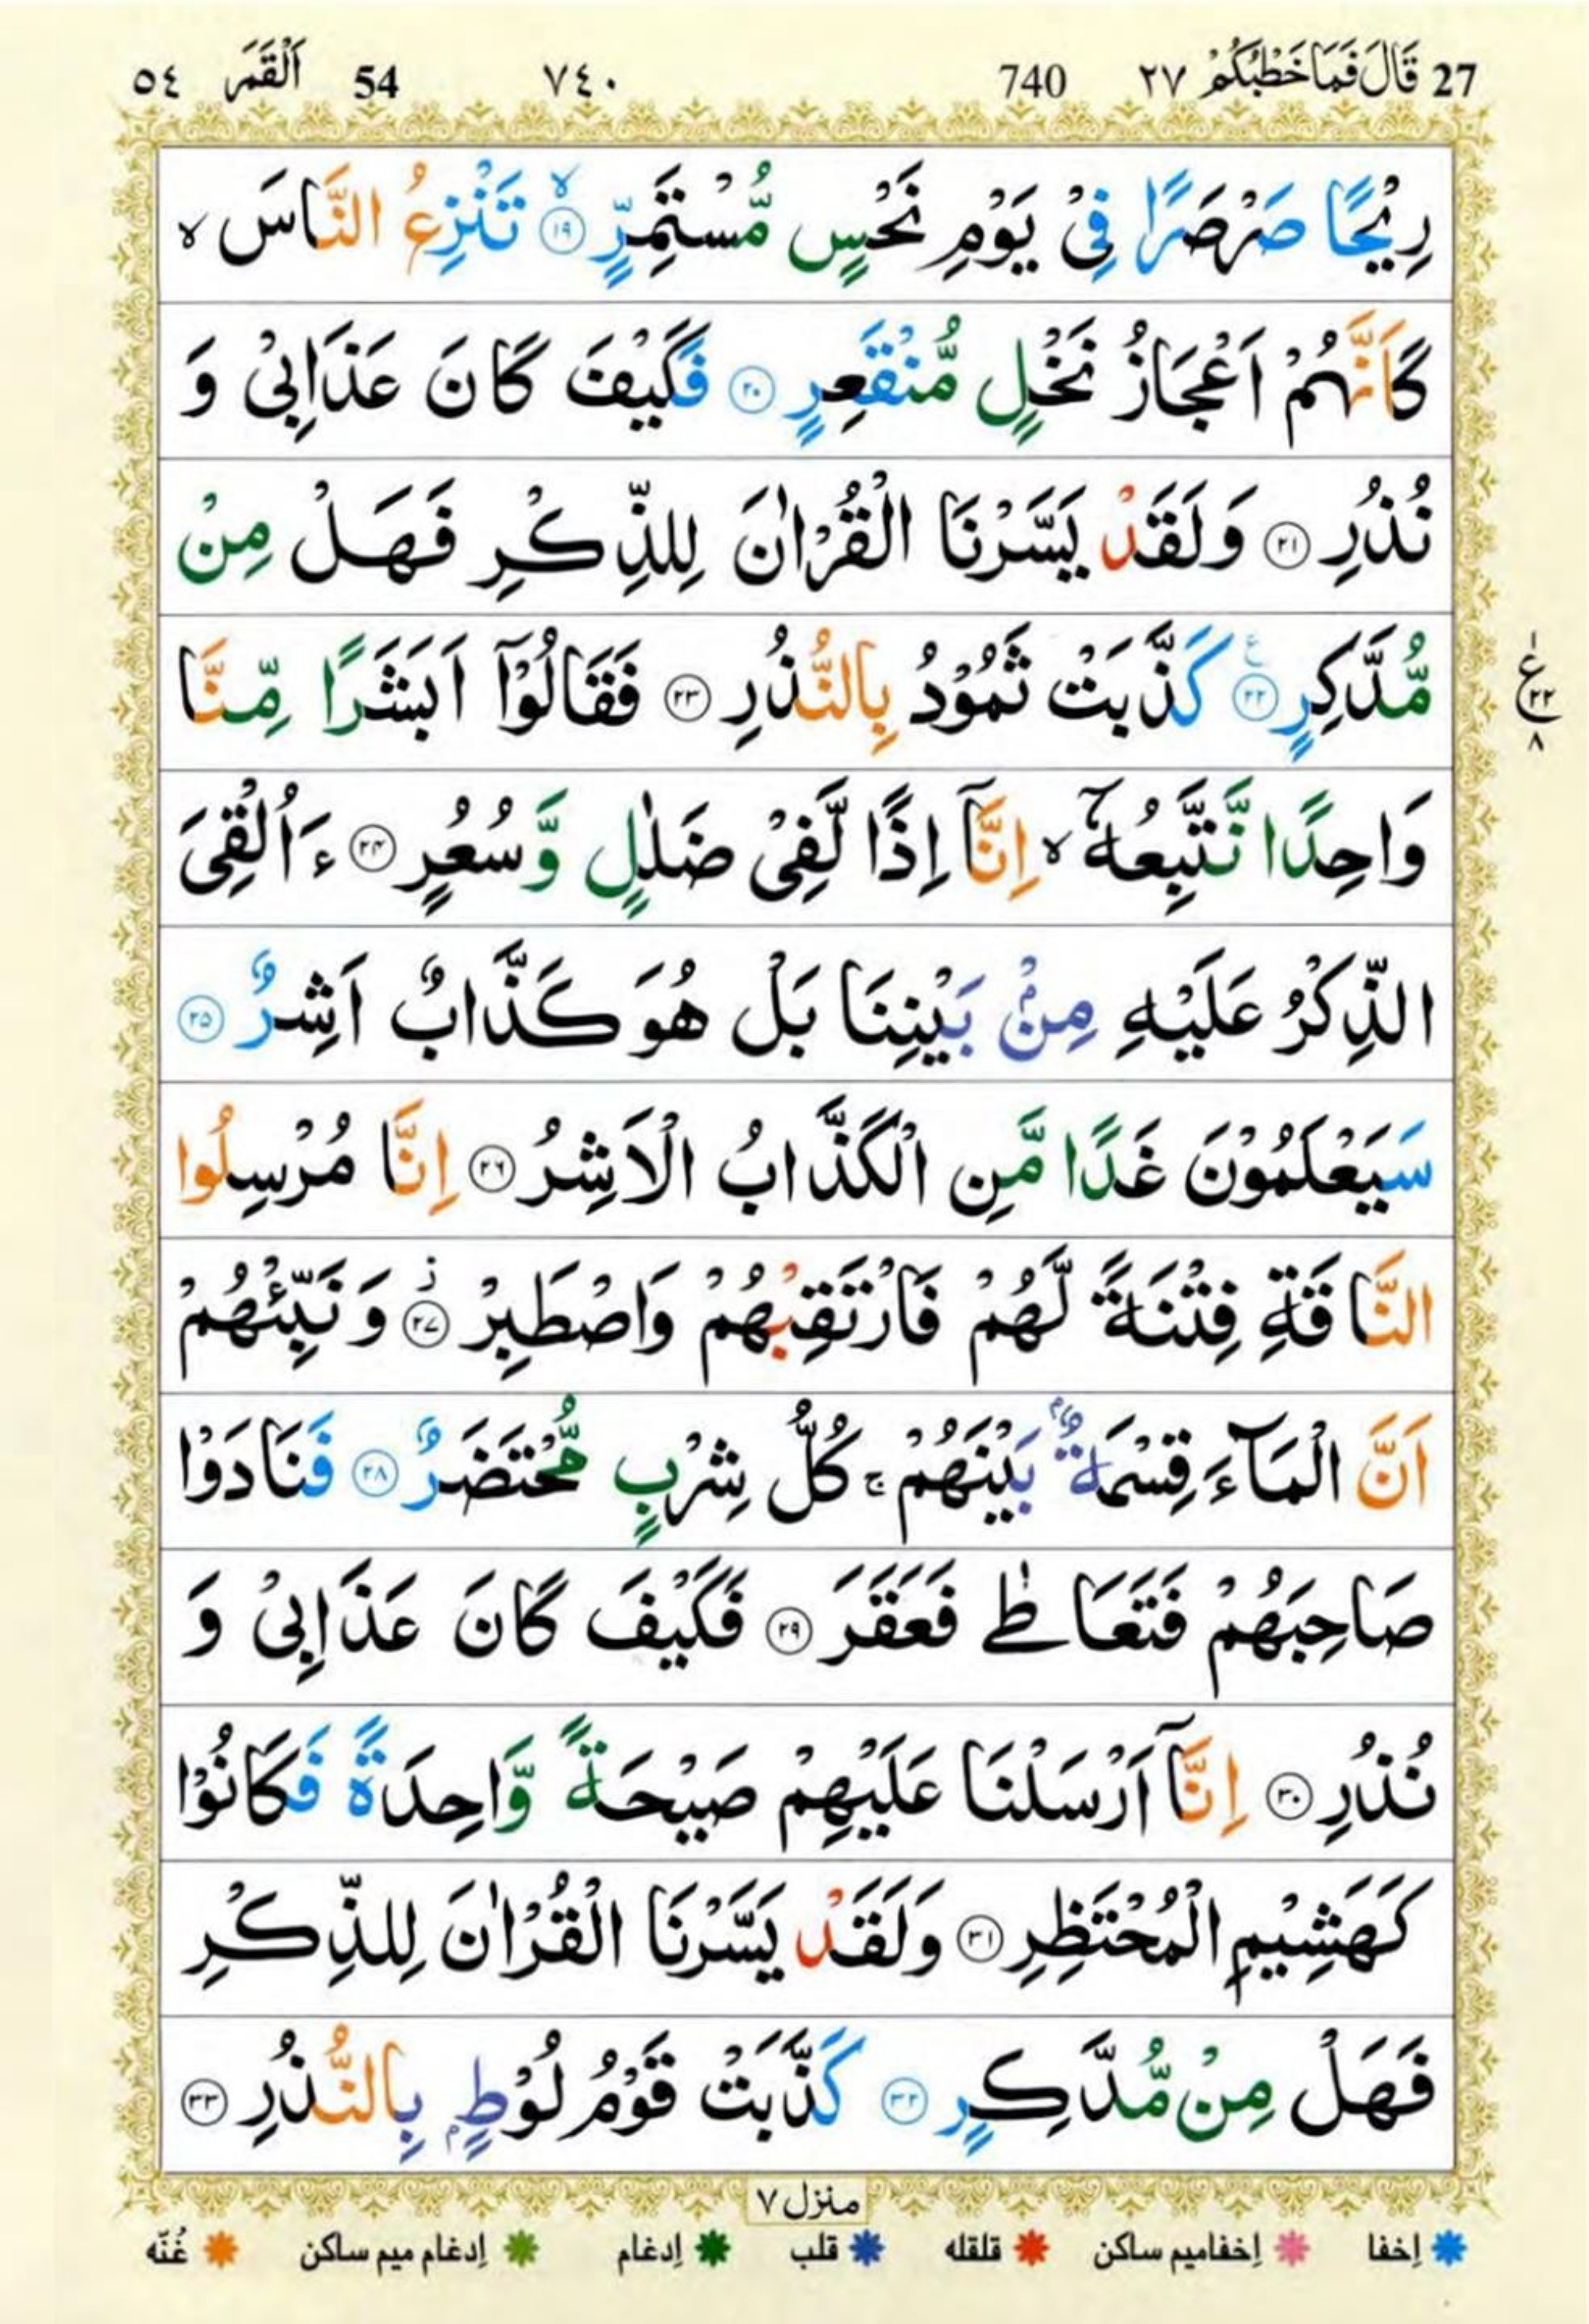 27 قَالَ فَمَا خَطْبُكُمْ ٢٧ 740 ٧٤٠ 54 اَلْقَمَر ٥٤
رِيْحًا صَرْصَرًا فِيْ يَوْمِ نَحْسٍ مُّسْتَمِرٍّ ۙ۝١٩ تَنْزِعُ النَّاسَ ۙ
كَاَنَّهُمْ اَعْجَازُ نَخْلٍ مُّنْقَعِرٍ ۝٢٠ فَكَيْفَ كَانَ عَذَابِيْ وَ
نُذُرِ ۝٢١ وَلَقَدْ يَسَّرْنَا الْقُرْاٰنَ لِلذِّكْرِ فَهَلْ مِنْ
مُّدَّكِرٍ ۝٢٢ۧ كَذَّبَتْ ثَمُوْدُ بِالنُّذُرِ ۝٢٣ فَقَالُوْٓا اَبَشَرًا مِّنَّا
ع ٢٢ ٨
وَاحِدًا نَّتَّبِعُهٗٓ ۙ اِنَّآ اِذًا لَّفِيْ ضَلٰلٍ وَّسُعُرٍ ۝٢٤ ءَاُلْقِيَ
الذِّكْرُ عَلَيْهِ مِنْۢ بَيْنِنَا بَلْ هُوَ كَذَّابٌ اَشِرٌ ۝٢٥
سَيَعْلَمُوْنَ غَدًا مَّنِ الْكَذَّابُ الْاَشِرُ ۝٢٦ اِنَّا مُرْسِلُوا
النَّاقَةِ فِتْنَةً لَّهُمْ فَارْتَقِبْهُمْ وَاصْطَبِرْ ۝٢٧ؗ وَنَبِّئْهُمْ
اَنَّ الْمَآءَ قِسْمَةٌۢ بَيْنَهُمْ ۚ كُلُّ شِرْبٍ مُّحْتَضَرٌ ۝٢٨ فَنَادَوْا
صَاحِبَهُمْ فَتَعَاطٰى فَعَقَرَ ۝٢٩ فَكَيْفَ كَانَ عَذَابِيْ وَ
نُذُرِ ۝٣٠ اِنَّآ اَرْسَلْنَا عَلَيْهِمْ صَيْحَةً وَّاحِدَةً فَكَانُوْا
كَهَشِيْمِ الْمُحْتَظِرِ ۝٣١ وَلَقَدْ يَسَّرْنَا الْقُرْاٰنَ لِلذِّكْرِ
فَهَلْ مِنْ مُّدَّكِرٍ ۝٣٢ كَذَّبَتْ قَوْمُ لُوْطٍۭ بِالنُّذُرِ ۝٣٣
منزل ٧
إخفا إخفا ميم ساكن قلقله قلب إدغام إدغام ميم ساكن غُنّه